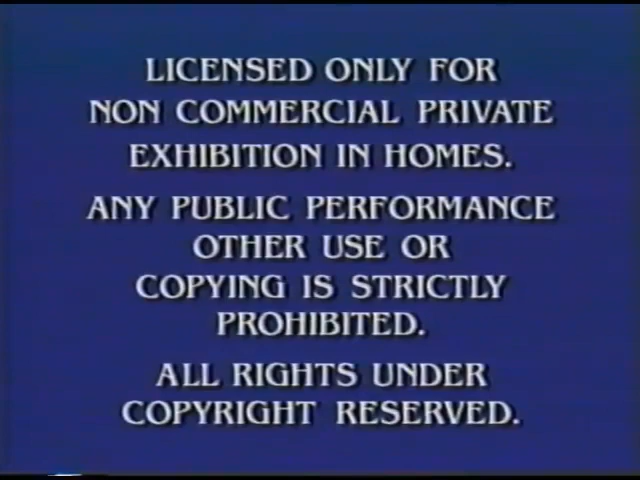 LICENSED ONLY FOR
NON COMMERCIAL PRIVATE
EXHIBITION IN HOMES.
ANY PUBLIC PERFORMANCE
OTHER USE OR
COPYING IS STRICTLY
PROHIBITED.
ALL RIGHTS UNDER
COPYRIGHT RESERVED.